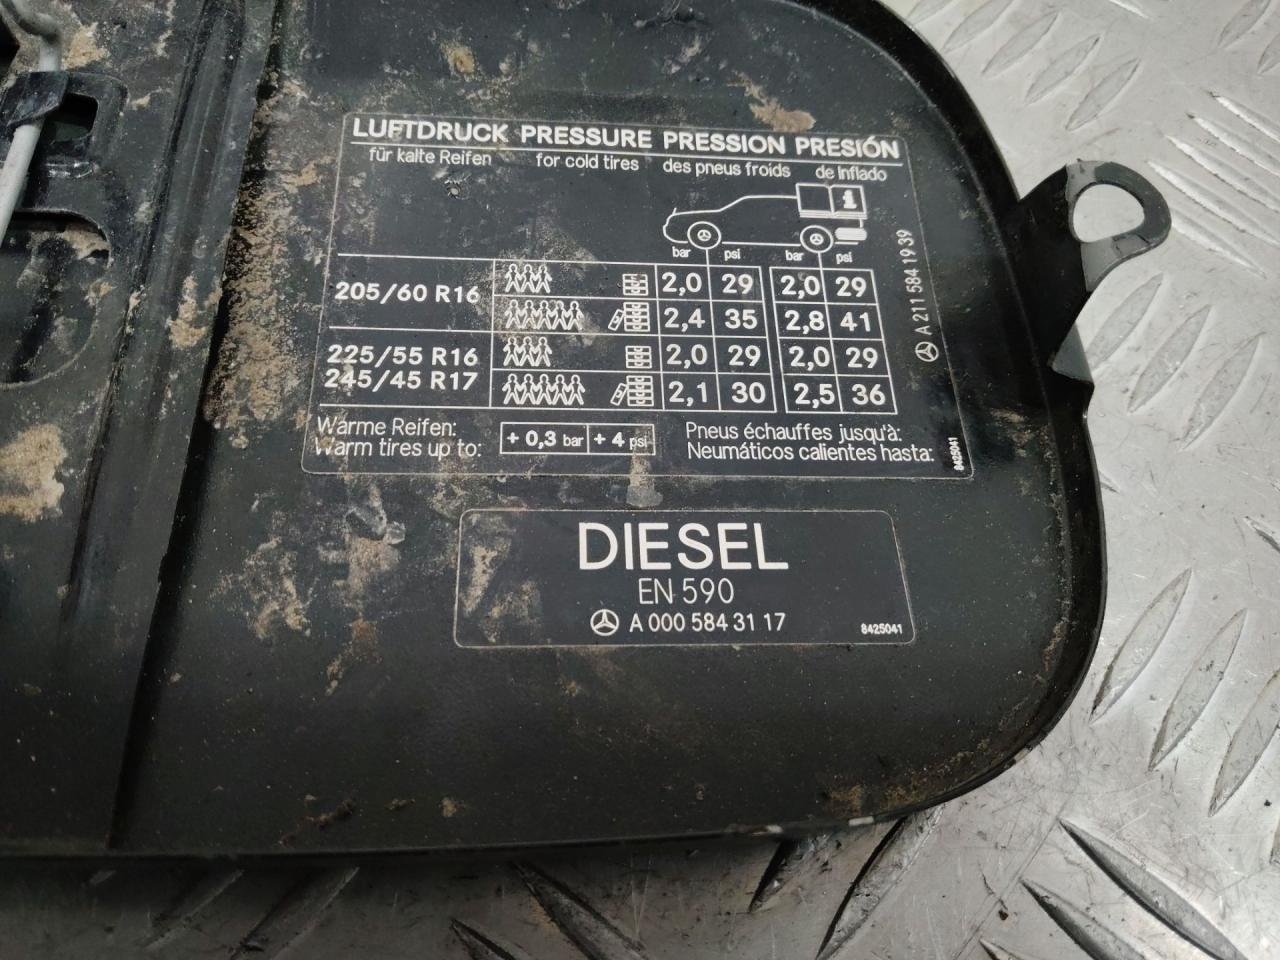 LUFTDRUCK PRESSURE PRESSION PRESIÓN
für kalte Reifen for cold tires des pneus froids de Inflado
i
bar psi bar psi
205/60 R16 2,0 29 2,0 29
2,4 35 2,8 41
225/55 R16 2,0 29 2,0 29
245/45 R17 2,1 30 2,5 36
Warme Reifen: + 0,3 bar + 4 psi Pneus échauffes jusqu'à:
Warm tires up to: Neumáticos calientes hasta:
A 211 584 19 39
8425041
DIESEL
EN 590
A 000 584 31 17
8425041